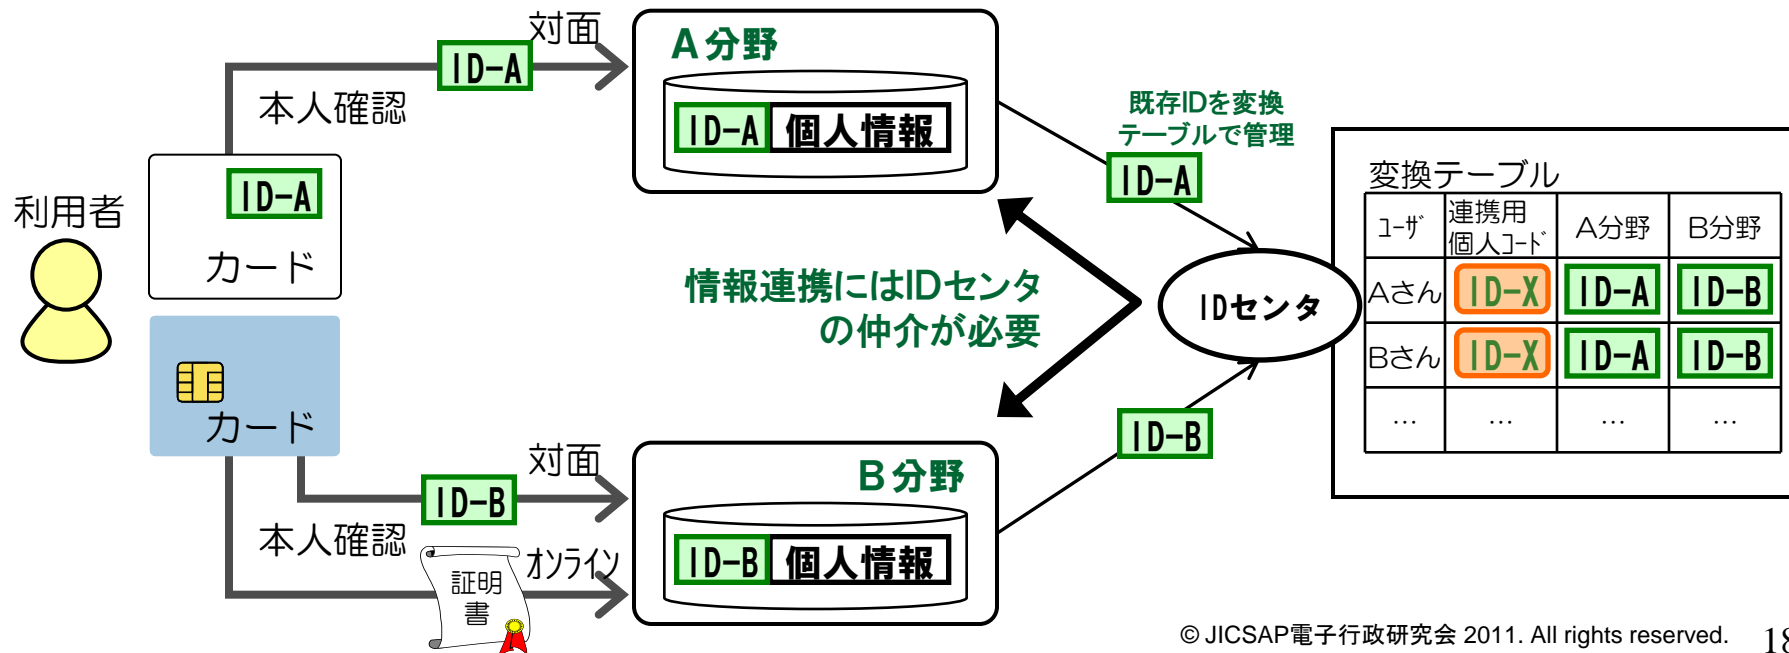 利用者
ID-A
カード
カード
本人確認
ID-A
対面
A分野
ID-A 個人情報
既存IDを変換
テーブルで管理
ID-A
情報連携にはIDセンタ
の仲介が必要
IDセンタ
本人確認
ID-B
対面
証明
書
オンライン
B分野
ID-B 個人情報
ID-B
変換テーブル
ユーザ 連携用 A分野 B分野
個人コード
Aさん ID-X ID-A ID-B
Bさん ID-X ID-A ID-B
… … … …
© JICSAP電子行政研究会 2011. All rights reserved. 18